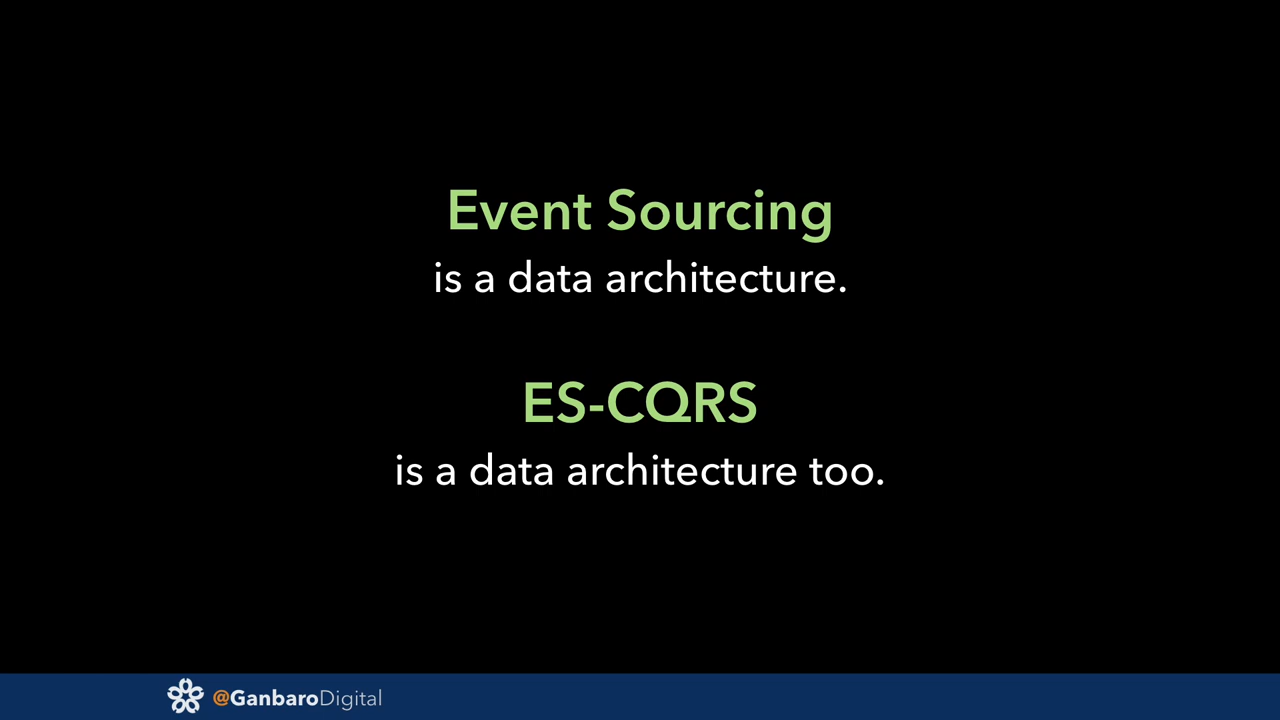 Event Sourcing
is a data architecture.
ES-CQRS
is a data architecture too.
@GanbaroDigital